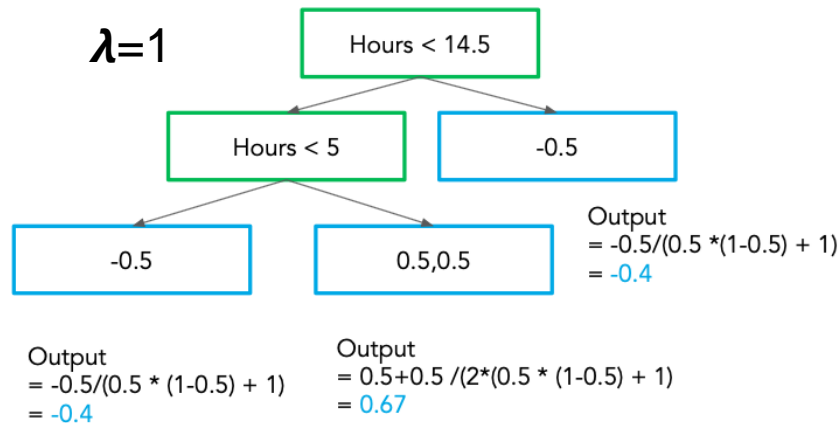 λ=1
Hours < 14.5
Hours < 5
-0.5
-0.5
0.5,0.5
Output
= -0.5/(0.5 *(1-0.5) + 1)
= -0.4
Output
= -0.5/(0.5 * (1-0.5) + 1)
= -0.4
Output
= 0.5+0.5 /(2*(0.5 * (1-0.5) + 1)
= 0.67